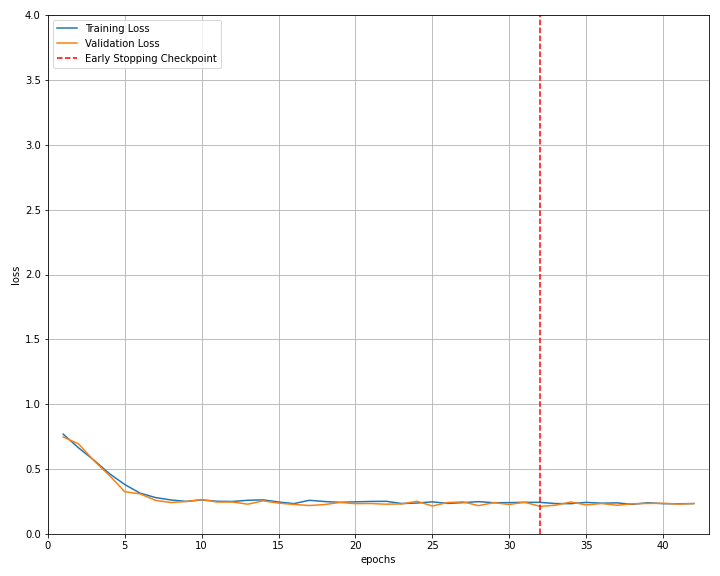 Training Loss
Validation Loss
Early Stopping Checkpoint
4.0
3.5
3.0
2.5
2.0
1.5
1.0
0.5
0.0
loss
0 5 10 15 20 25 30 35 40
epochs